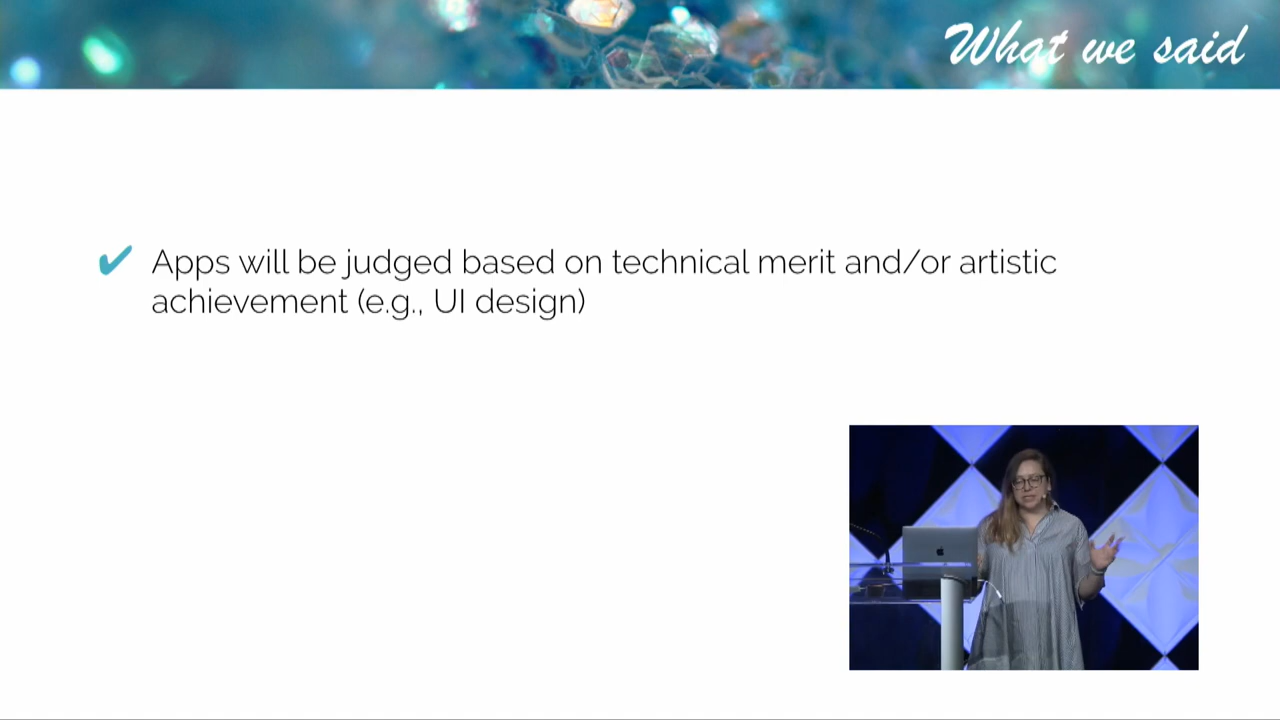 What we said
✔ Apps will be judged based on technical merit and/or artistic
achievement (e.g., UI design)